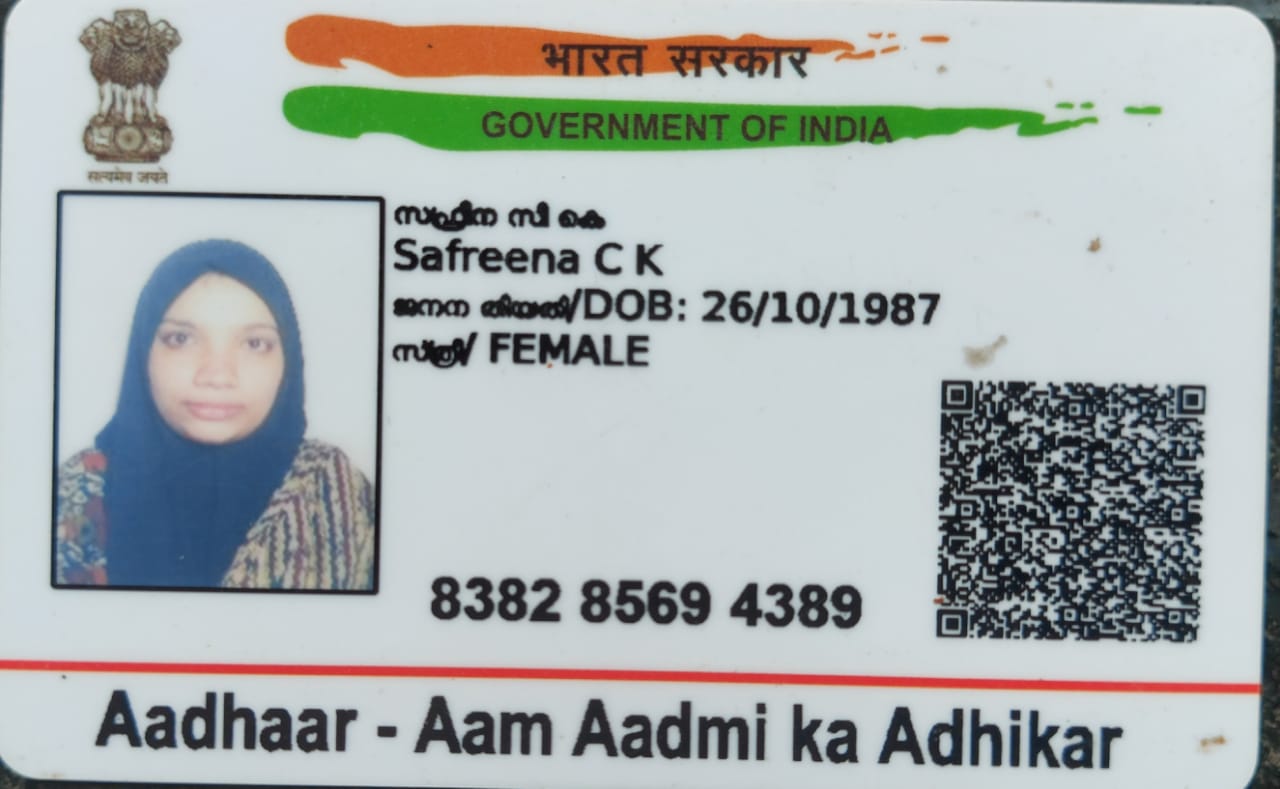 भारत सरकार
GOVERNMENT OF INDIA
सत्यमेव जयते
സഫ്രീന സി കെ
Safreena C K
ജനന തിയതി/DOB: 26/10/1987
സ്ത്രീ/ FEMALE
8382 8569 4389
Aadhaar - Aam Aadmi ka Adhikar